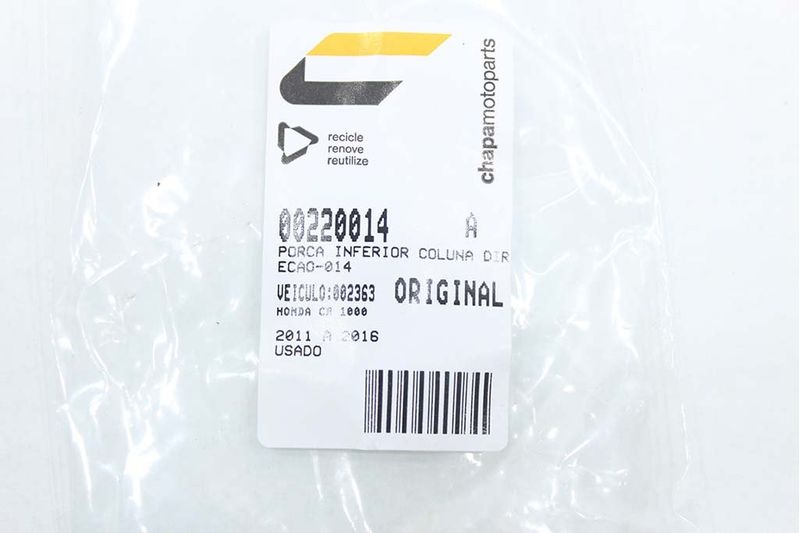 chapamotoparts
recicle
renove
reutilize
00220014 A
PORCA INFERIOR COLUNA DIR
ECAO-014
VEICULO:002363 ORIGINAL
HONDA CB 1000
2011 A 2016
USADO